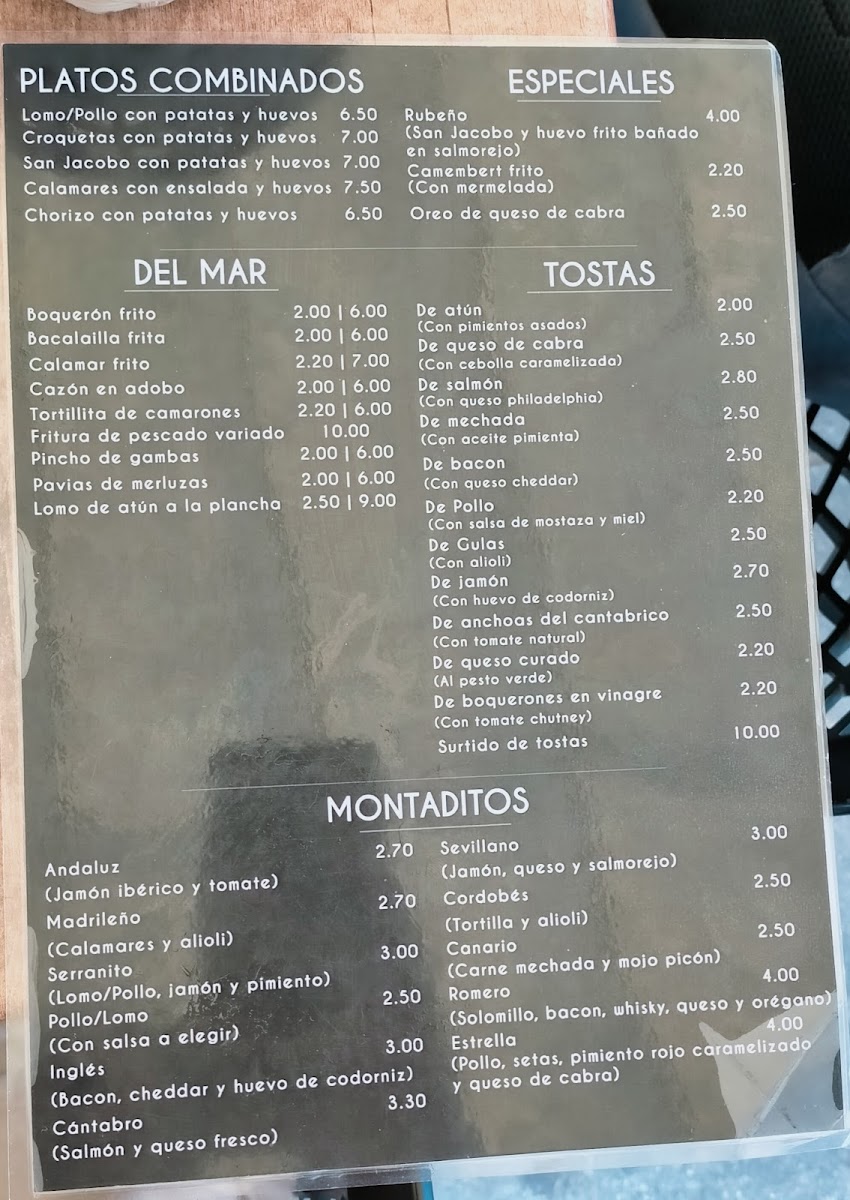 PLATOS COMBINADOS
Lomo/Pollo con patatas y huevos 6.50
Croquetas con patatas y huevos 7.00
San Jacobo con patatas y huevos 7.00
Calamares con ensalada y huevos 7.50
Chorizo con patatas y huevos 6.50
ESPECIALES
Rubeño 4.00
(San Jacobo y huevo frito bañado
en salmorejo)
Camembert frito 2.20
(Con mermelada)
Oreo de queso de cabra 2.50
DEL MAR
Boquerón frito 2.00 | 6.00
Bacalailla frita 2.00 | 6.00
Calamar frito 2.20 | 7.00
Cazón en adobo 2.00 | 6.00
Tortillita de camarones 2.20 | 6.00
Fritura de pescado variado 10.00
Pincho de gambas 2.00 | 6.00
Pavias de merluzas 2.00 | 6.00
Lomo de atún a la plancha 2.50 | 9.00
TOSTAS
De atún 2.00
(Con pimientos asados)
De queso de cabra 2.50
(Con cebolla caramelizada)
De salmón 2.80
(Con queso philadelphia)
De mechada 2.50
(Con aceite pimienta)
De bacon 2.50
(Con queso cheddar)
De Pollo 2.20
(Con salsa de mostaza y miel)
De Gulas 2.50
(Con alioli)
De jamón 2.70
(Con huevo de codorniz)
De anchoas del cantabrico 2.50
(Con tomate natural)
De queso curado 2.20
(Al pesto verde)
De boquerones en vinagre 2.20
(Con tomate chutney)
Surtido de tostas 10.00
MONTADITOS
Andaluz 2.70
(Jamón ibérico y tomate)
Madrileño 2.70
(Calamares y alioli)
Serranito 3.00
(Lomo/Pollo, jamón y pimiento)
Pollo/Lomo 2.50
(Con salsa a elegir)
Inglés 3.00
(Bacon, cheddar y huevo de codorniz)
Cántabro 3.30
(Salmón y queso fresco)
Sevillano 3.00
(Jamón, queso y salmorejo)
Cordobés 2.50
(Tortilla y alioli)
Canario 2.50
(Carne mechada y mojo picón)
Romero 4.00
(Solomillo, bacon, whisky, queso y orégano)
Estrella 4.00
(Pollo, setas, pimiento rojo caramelizado
y queso de cabra)